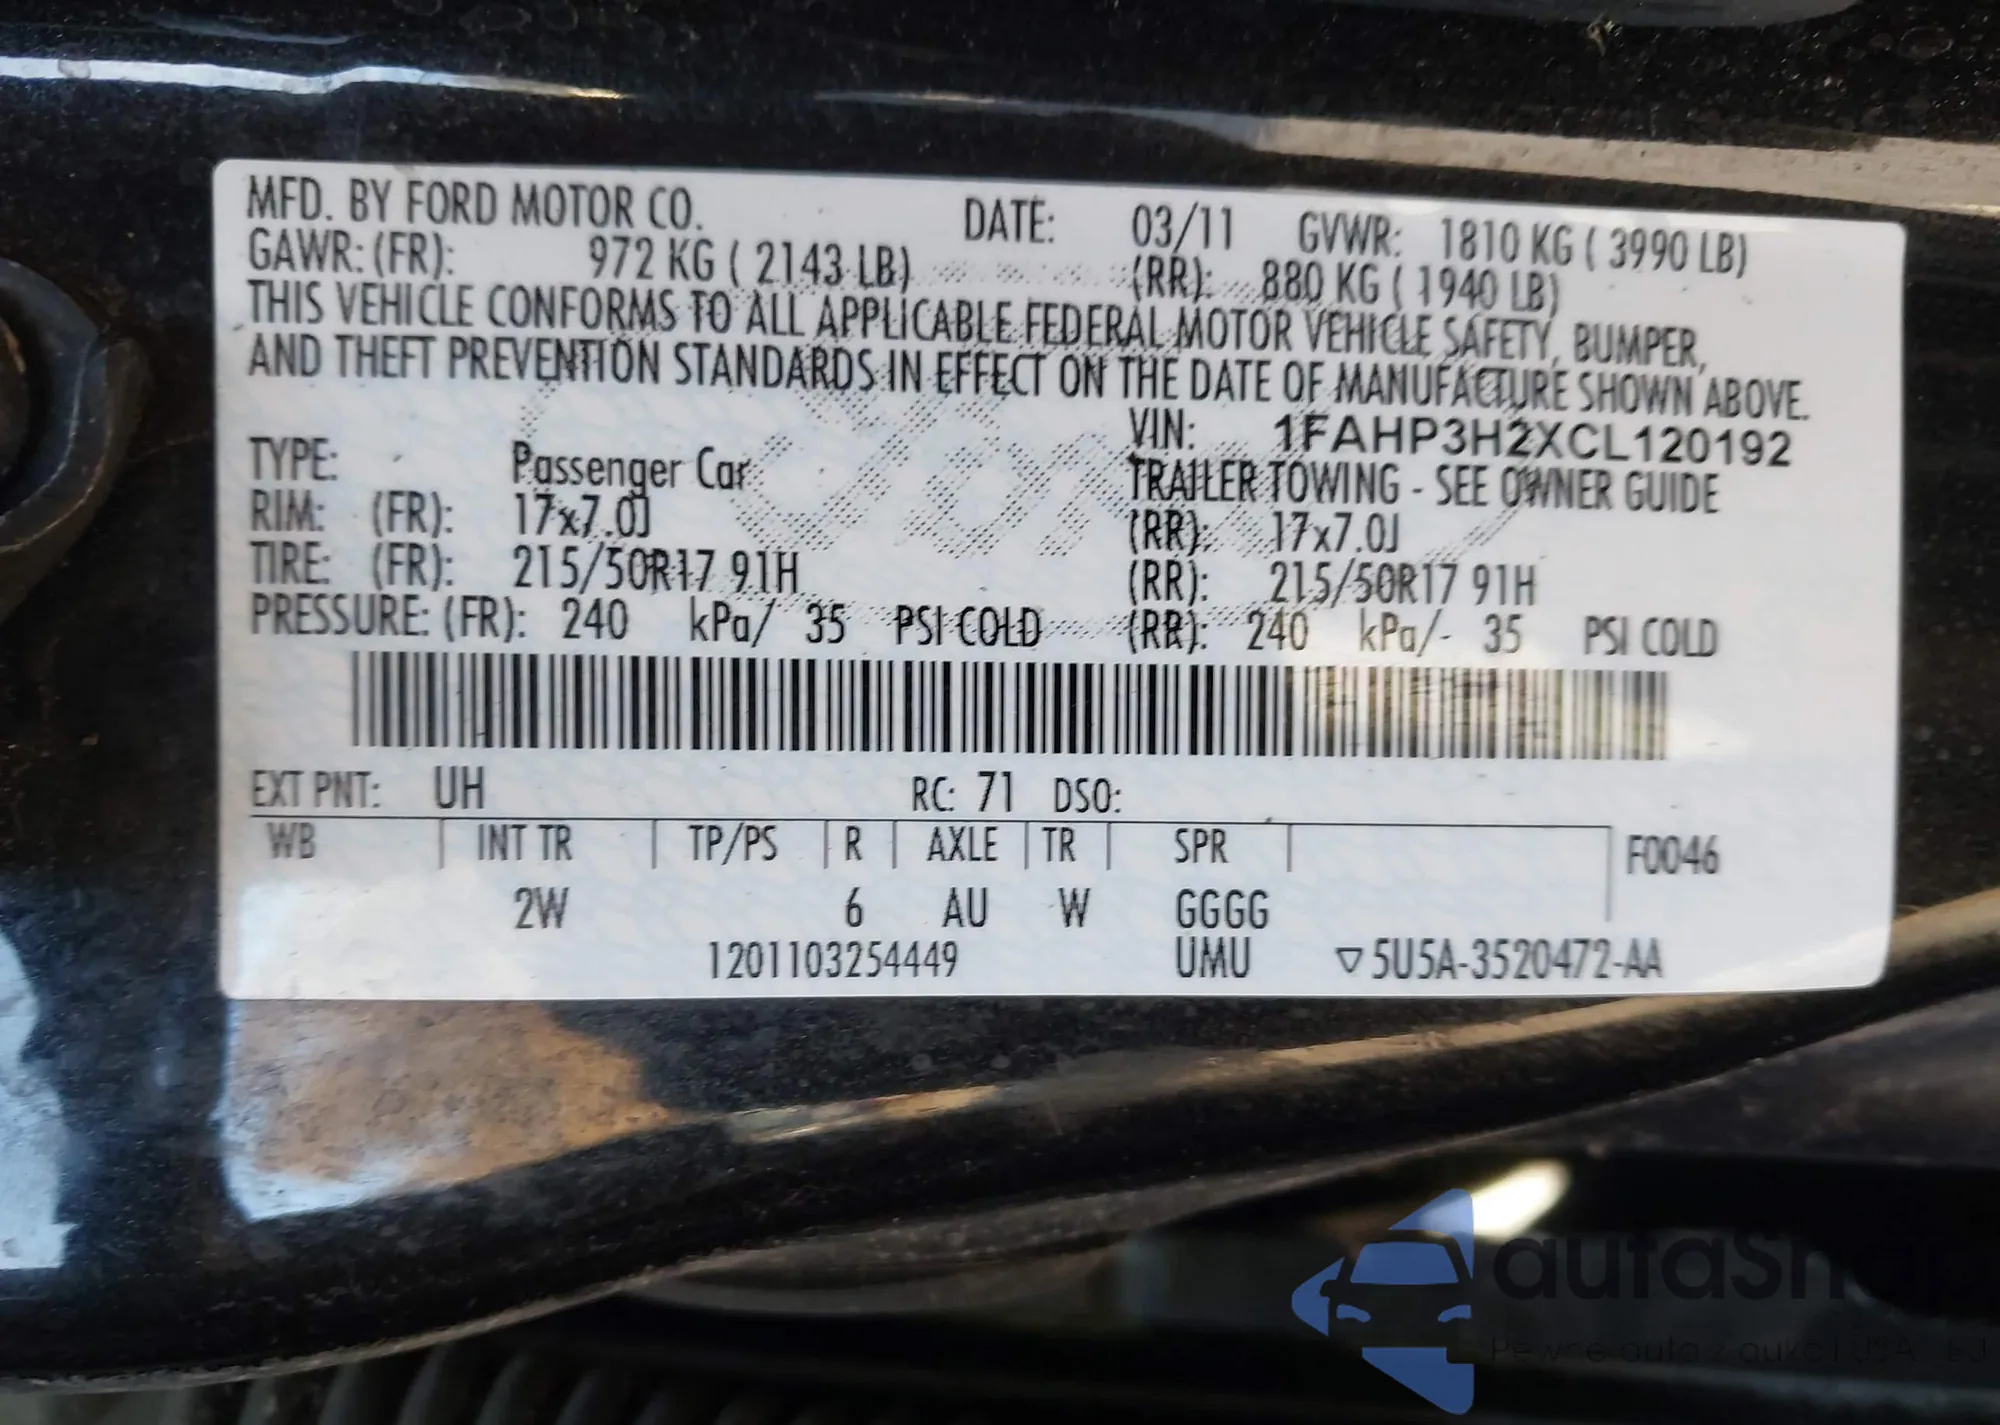 MFD. BY FORD MOTOR CO. DATE: 03/11 GVWR: 1810 KG ( 3990 LB)
GAWR: (FR): 972 KG ( 2143 LB) (RR): 880 KG ( 1940 LB)
THIS VEHICLE CONFORMS TO ALL APPLICABLE FEDERAL MOTOR VEHICLE SAFETY, BUMPER,
AND THEFT PREVENTION STANDARDS IN EFFECT ON THE DATE OF MANUFACTURE SHOWN ABOVE.
VIN: 1FAHP3H2XCL120192
TYPE: Passenger Car TRAILER TOWING - SEE OWNER GUIDE
RIM: (FR): 17x7.0J (RR): 17x7.0J
TIRE: (FR): 215/50R17 91H (RR): 215/50R17 91H
PRESSURE: (FR): 240 kPa/ 35 PSI COLD (RR): 240 kPa/- 35 PSI COLD
EXT PNT: UH RC: 71 DSO:
WB INT TR TP/PS R AXLE TR SPR F0046
2W 6 AU W GGGG
1201103254449 UMU ▽5U5A-3520472-AA
autaSnaj
Pewne auta z aukcji USA